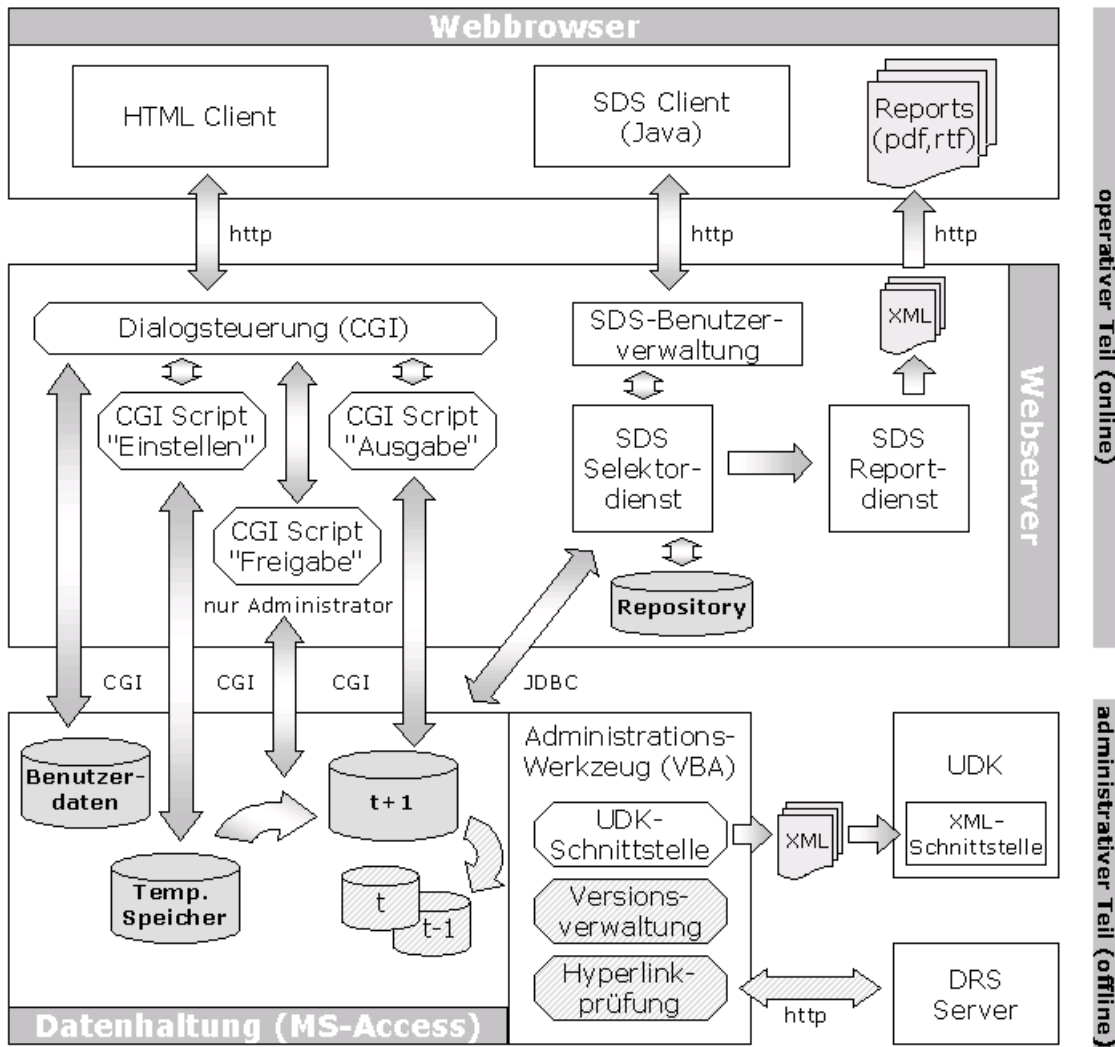 Webbrowser
HTML Client
SDS Client
(Java)
Reports
(pdf,rtf)
http
http
http
operativer Teil (online)
Webserver
Dialogsteuerung (CGI)
CGI Script
"Einstellen"
CGI Script
"Ausgabe"
CGI Script
"Freigabe"
nur Administrator
SDS-Benutzer-
verwaltung
XML
SDS
Selektor-
dienst
SDS
Report-
dienst
Repository
CGI
CGI
CGI
JDBC
administrativer Teil (offline)
Benutzer-
daten
Temp.
Speicher
t+1
t
t-1
Datenhaltung (MS-Access)
Administrations-
Werkzeug (VBA)
UDK-
Schnittstelle
Versions-
verwaltung
Hyperlink-
prüfung
XML
UDK
XML-
Schnittstelle
http
DRS
Server